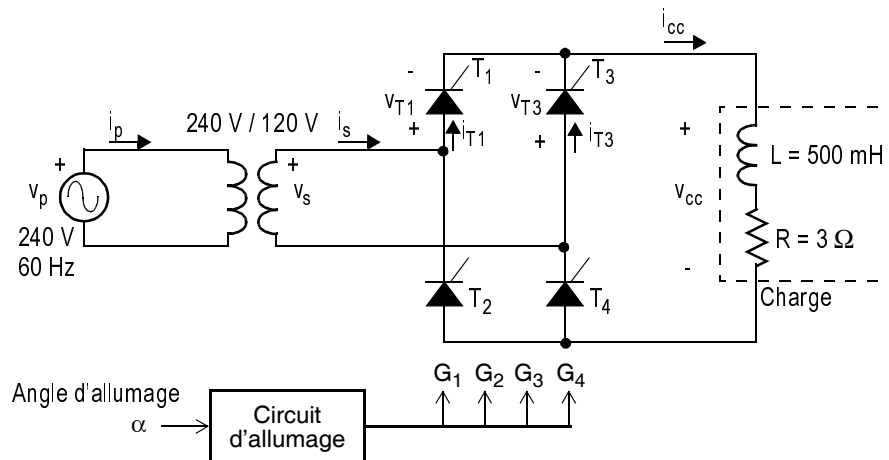 i_cc
T_1
T_3
-
-
v_T1
v_T3
i_p
240 V / 120 V
i_s
+
+
i_T1
i_T3
+
+
+
L = 500 mH
v_p
v_s
v_cc
240 V
60 Hz
R = 3 Ω
-
T_2
T_4
Charge
G_1 G_2 G_3 G_4
Angle d'allumage
α
Circuit
d'allumage